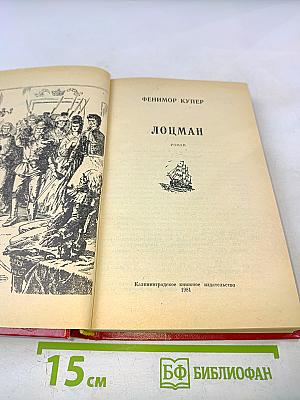 ФЕНИМОР КУПЕР
ЛОЦМАН
РОМАН
Калининградское книжное издательство
1981
15 см
БФ БИБЛИОФАН